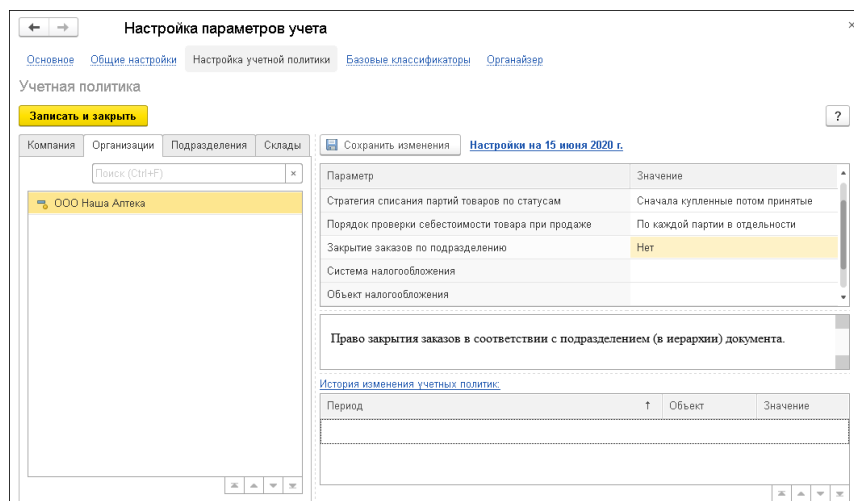 Настройка параметров учета
Основное Общие настройки Настройка учетной политики Базовые классификаторы Органайзер
Учетная политика
Записать и закрыть ?
Компания Организации Подразделения Склады
Поиск (Ctrl+F) ×
ООО Наша Аптека
Сохранить изменения Настройки на 15 июня 2020 г.
Параметр Значение
Стратегия списания партий товаров по статусам Сначала купленные потом принятые
Порядок проверки себестоимости товара при продаже По каждой партии в отдельности
Закрытие заказов по подразделению Нет
Система налогообложения
Объект налогообложения
Право закрытия заказов в соответствии с подразделением (в иерархии) документа.
История изменения учетных политик:
Период ↑ Объект Значение